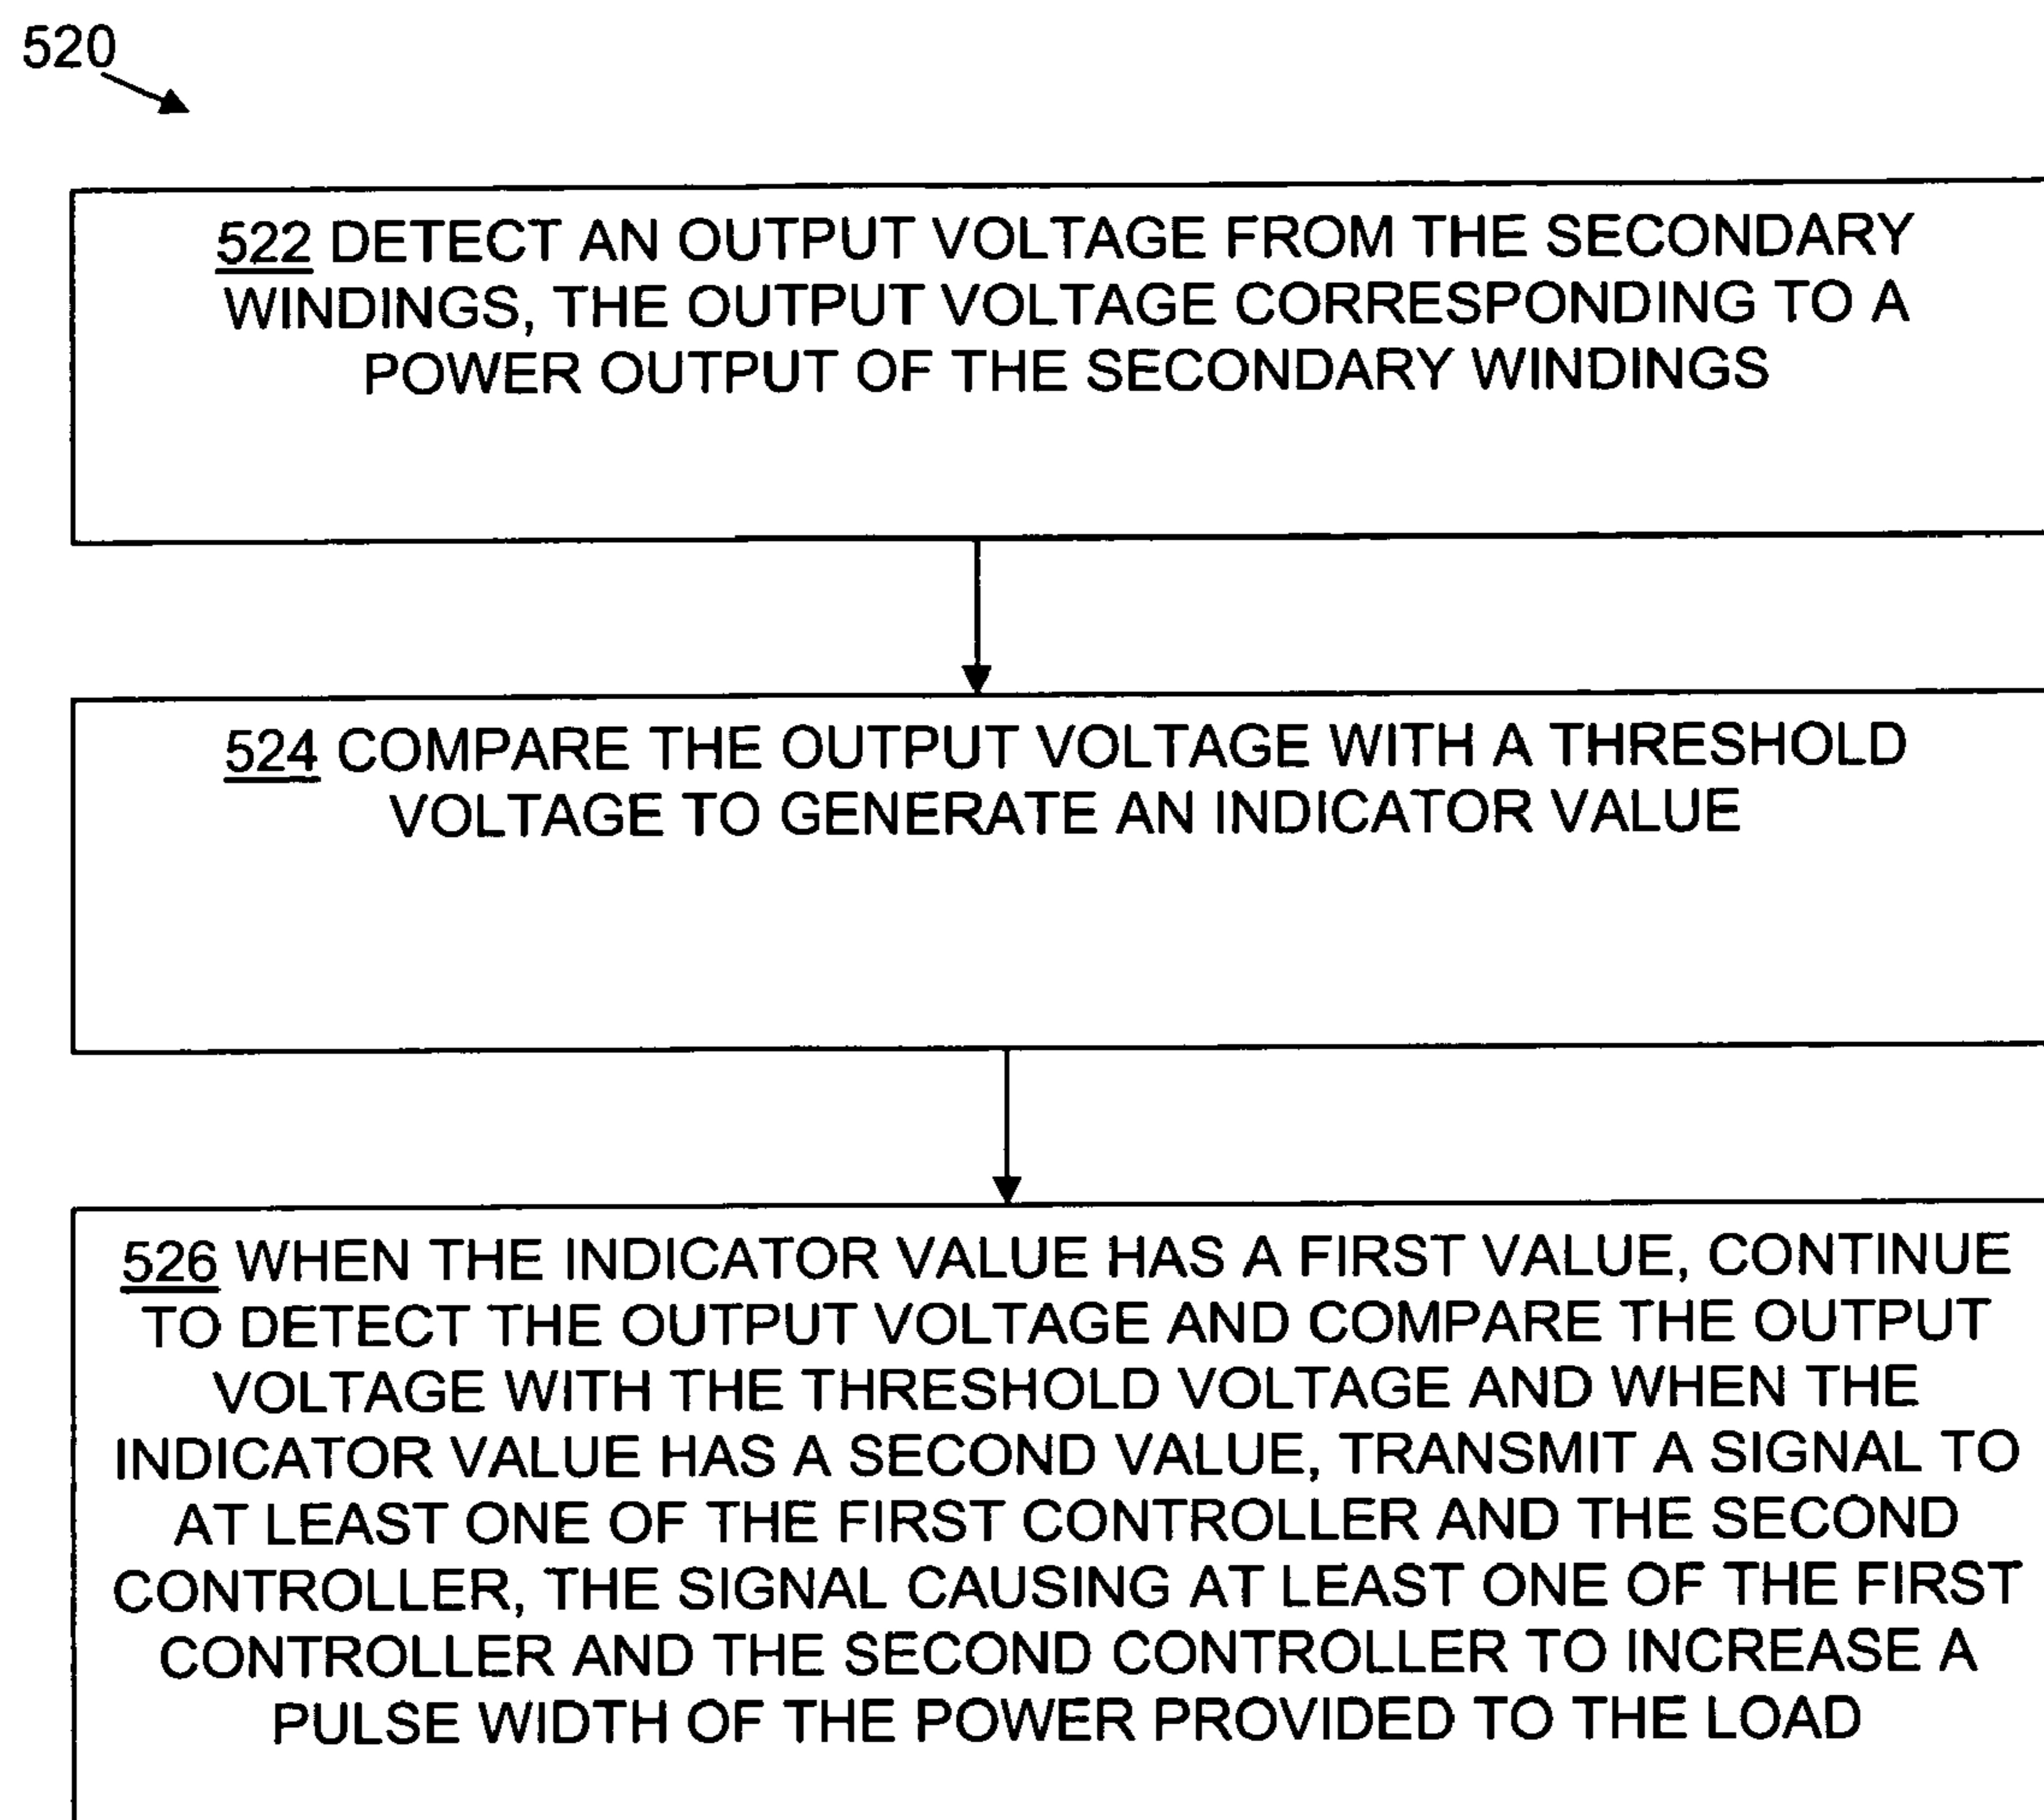 520
522 DETECT AN OUTPUT VOLTAGE FROM THE SECONDARY
WINDINGS, THE OUTPUT VOLTAGE CORRESPONDING TO A
POWER OUTPUT OF THE SECONDARY WINDINGS
524 COMPARE THE OUTPUT VOLTAGE WITH A THRESHOLD
VOLTAGE TO GENERATE AN INDICATOR VALUE
526 WHEN THE INDICATOR VALUE HAS A FIRST VALUE, CONTINUE
TO DETECT THE OUTPUT VOLTAGE AND COMPARE THE OUTPUT
VOLTAGE WITH THE THRESHOLD VOLTAGE AND WHEN THE
INDICATOR VALUE HAS A SECOND VALUE, TRANSMIT A SIGNAL TO
AT LEAST ONE OF THE FIRST CONTROLLER AND THE SECOND
CONTROLLER, THE SIGNAL CAUSING AT LEAST ONE OF THE FIRST
CONTROLLER AND THE SECOND CONTROLLER TO INCREASE A
PULSE WIDTH OF THE POWER PROVIDED TO THE LOAD